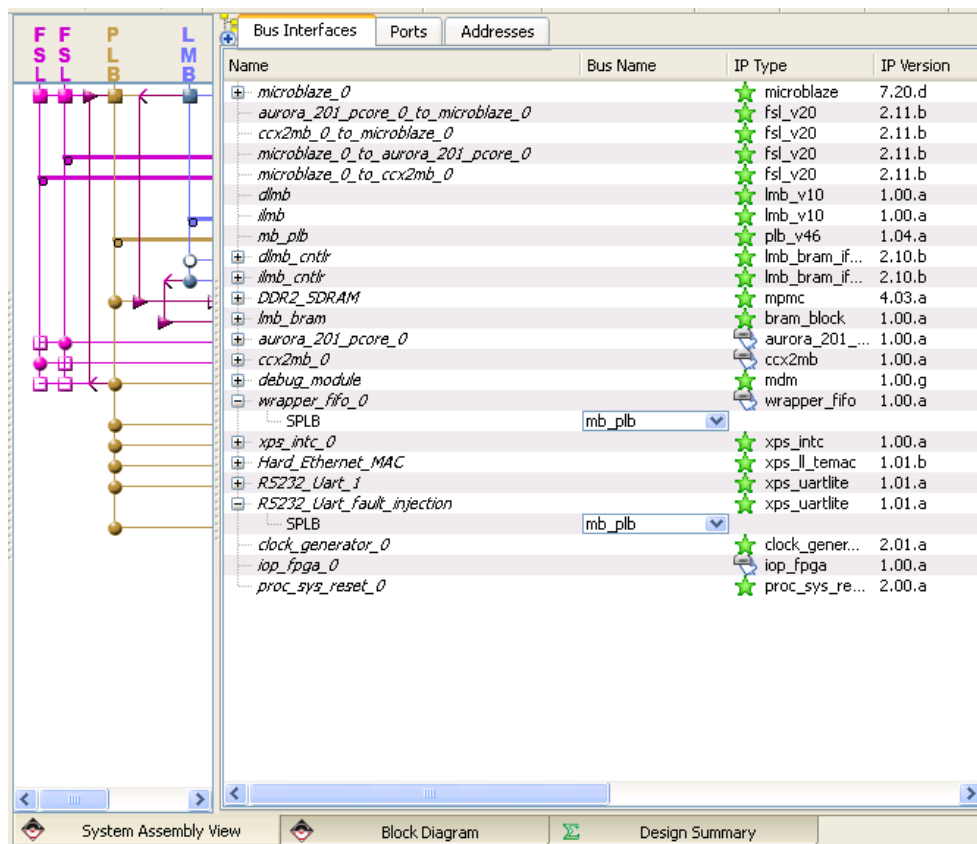 F F P L
S S L M
L L B B
Bus Interfaces Ports Addresses
Name Bus Name IP Type IP Version
microblaze_0 microblaze 7.20.d
aurora_201_pcore_0_to_microblaze_0 fsl_v20 2.11.b
ccx2mb_0_to_microblaze_0 fsl_v20 2.11.b
microblaze_0_to_aurora_201_pcore_0 fsl_v20 2.11.b
microblaze_0_to_ccx2mb_0 fsl_v20 2.11.b
dlmb lmb_v10 1.00.a
ilmb lmb_v10 1.00.a
mb_plb plb_v46 1.04.a
dlmb_cntlr lmb_bram_if... 2.10.b
ilmb_cntlr lmb_bram_if... 2.10.b
DDR2_SDRAM mpmc 4.03.a
lmb_bram bram_block 1.00.a
aurora_201_pcore_0 aurora_201_... 1.00.a
ccx2mb_0 ccx2mb 1.00.a
debug_module mdm 1.00.g
wrapper_fifo_0 wrapper_fifo 1.00.a
SPLB mb_plb
xps_intc_0 xps_intc 1.00.a
Hard_Ethernet_MAC xps_ll_temac 1.01.b
RS232_Uart_1 xps_uartlite 1.01.a
RS232_Uart_fault_injection xps_uartlite 1.01.a
SPLB mb_plb
clock_generator_0 clock_gener... 2.01.a
iop_fpga_0 iop_fpga 1.00.a
proc_sys_reset_0 proc_sys_re... 2.00.a
System Assembly View Block Diagram Design Summary